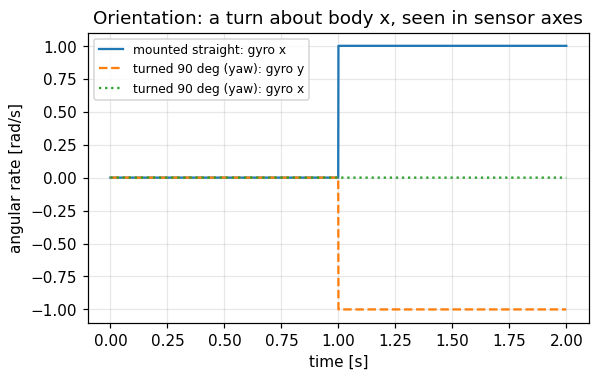 Orientation: a turn about body x, seen in sensor axes
mounted straight: gyro x
turned 90 deg (yaw): gyro y
turned 90 deg (yaw): gyro x
angular rate [rad/s]
1.00
0.75
0.50
0.25
0.00
−0.25
−0.50
−0.75
−1.00
0.00 0.25 0.50 0.75 1.00 1.25 1.50 1.75 2.00
time [s]